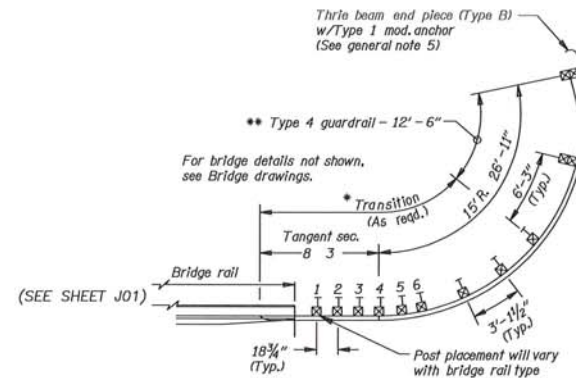 Thrie beam end piece (Type B)
w/Type 1 mod. anchor
(See general note 5)
** Type 4 guardrail - 12'-6"
For bridge details not shown,
see Bridge drawings.
* Transition
(As reqd.)
15' R. 26'-11"
6'-3"
(Typ.)
Tangent sec.
8 3
Bridge rail
(SEE SHEET J01)
1 2 3 4 5 6
3'-1½"
(Typ.)
18¾"
(Typ.)
Post placement will vary
with bridge rail type